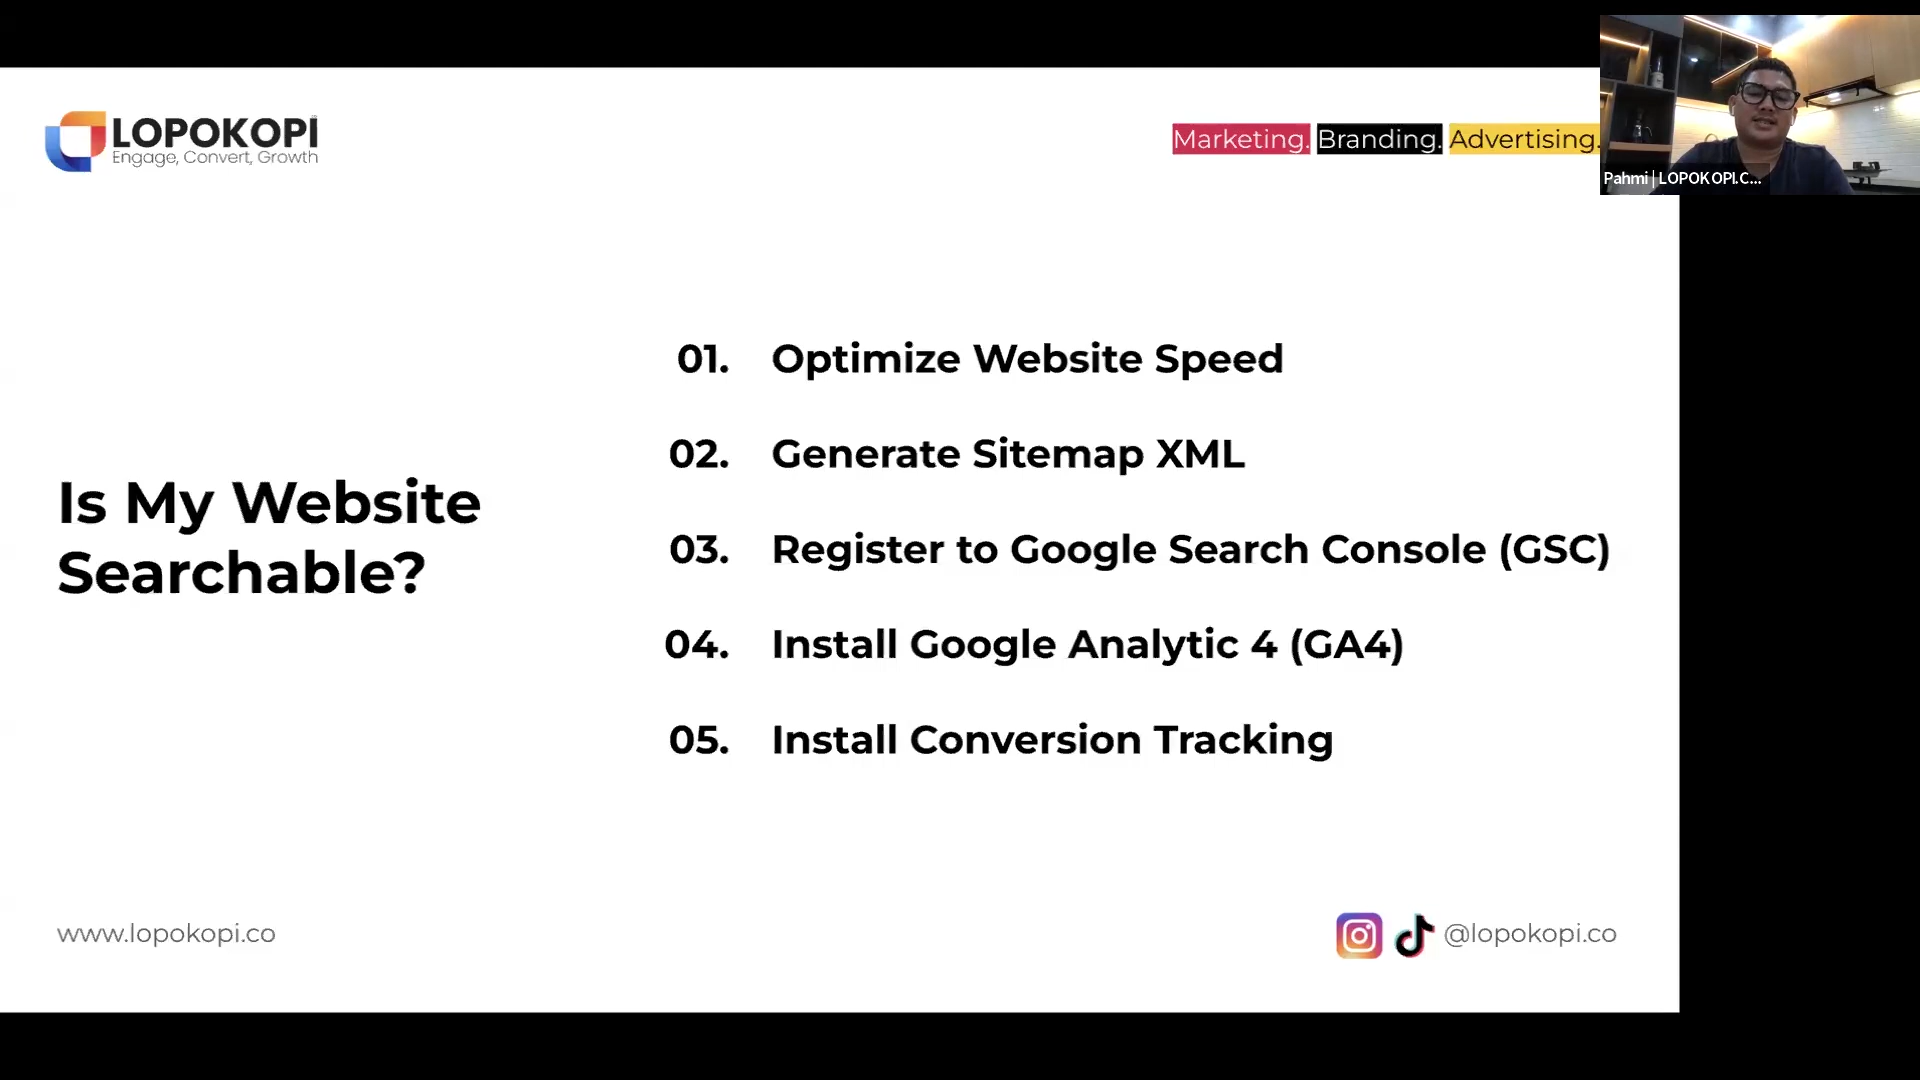 LOPOKOPI
Engage, Convert, Growth
Marketing. Branding. Advertising.
Pahmi | LOPOKOPI.C...
Is My Website
Searchable?
01. Optimize Website Speed
02. Generate Sitemap XML
03. Register to Google Search Console (GSC)
04. Install Google Analytic 4 (GA4)
05. Install Conversion Tracking
www.lopokopi.co
@lopokopi.co